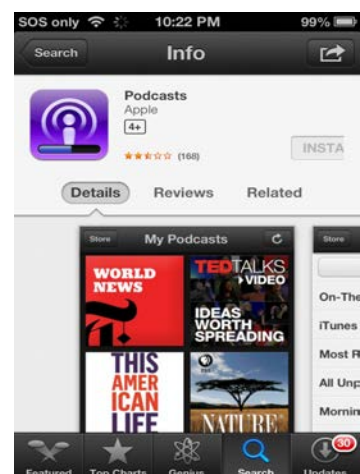 SOS only 10:22 PM 99%
Search Info
Podcasts
Apple
4+
(168)
INSTA
Details Reviews Related
Store My Podcasts Store
WORLD
NEWS
TEDTALKS
VIDEO
IDEAS
WORTH
SPREADING
On-The
iTunes
Most R
THIS
AMER
ICAN
LIFE
NATURE
All Unp
Mornin
30
Featured Top Charts Genius Search Updates